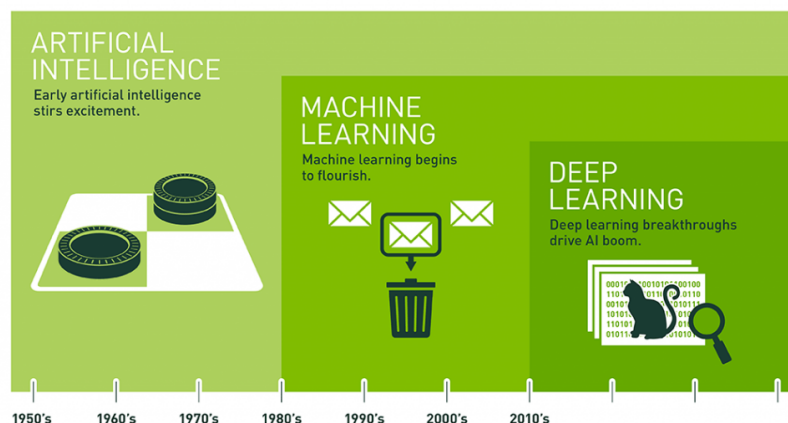 ARTIFICIAL
INTELLIGENCE
Early artificial intelligence
stirs excitement.
MACHINE
LEARNING
Machine learning begins
to flourish.
DEEP
LEARNING
Deep learning breakthroughs
drive AI boom.
1950's 1960's 1970's 1980's 1990's 2000's 2010's